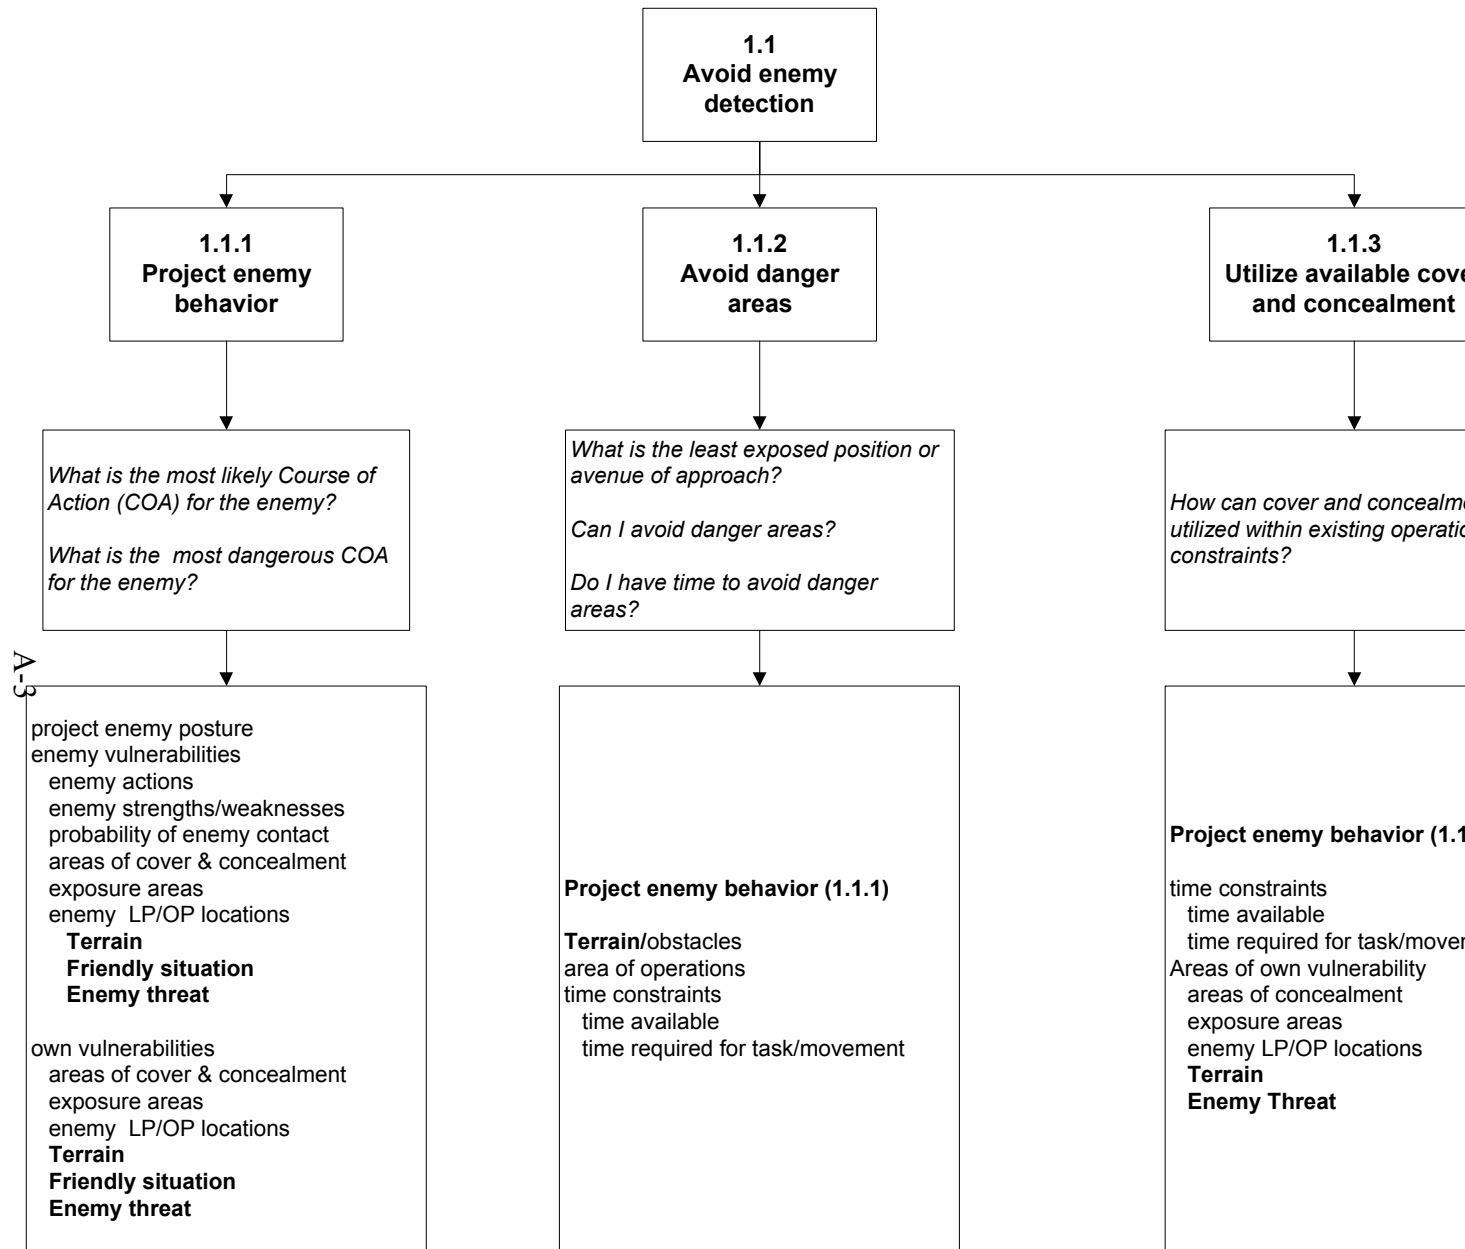 1.1
Avoid enemy
detection
1.1.1
Project enemy
behavior
1.1.2
Avoid danger
areas
1.1.3
Utilize available cove
and concealment
What is the most likely Course of
Action (COA) for the enemy?
What is the most dangerous COA
for the enemy?
What is the least exposed position or
avenue of approach?
Can I avoid danger areas?
Do I have time to avoid danger
areas?
How can cover and concealme
utilized within existing operatio
constraints?
A-3
project enemy posture
enemy vulnerabilities
enemy actions
enemy strengths/weaknesses
probability of enemy contact
areas of cover & concealment
exposure areas
enemy LP/OP locations
Terrain
Friendly situation
Enemy threat
own vulnerabilities
areas of cover & concealment
exposure areas
enemy LP/OP locations
Terrain
Friendly situation
Enemy threat
Project enemy behavior (1.1.1)
Terrain/obstacles
area of operations
time constraints
time available
time required for task/movement
Project enemy behavior (1.1
time constraints
time available
time required for task/mover
Areas of own vulnerability
areas of concealment
exposure areas
enemy LP/OP locations
Terrain
Enemy Threat